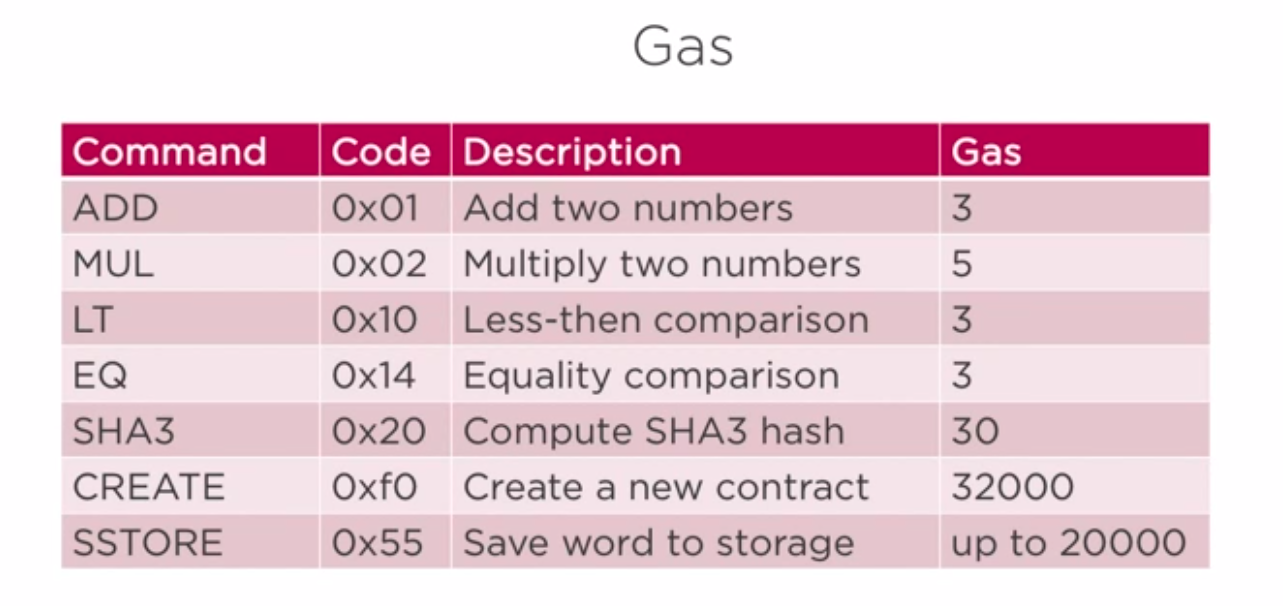 Gas
Command Code Description Gas
ADD 0x01 Add two numbers 3
MUL 0x02 Multiply two numbers 5
LT 0x10 Less-then comparison 3
EQ 0x14 Equality comparison 3
SHA3 0x20 Compute SHA3 hash 30
CREATE 0xf0 Create a new contract 32000
SSTORE 0x55 Save word to storage up to 20000